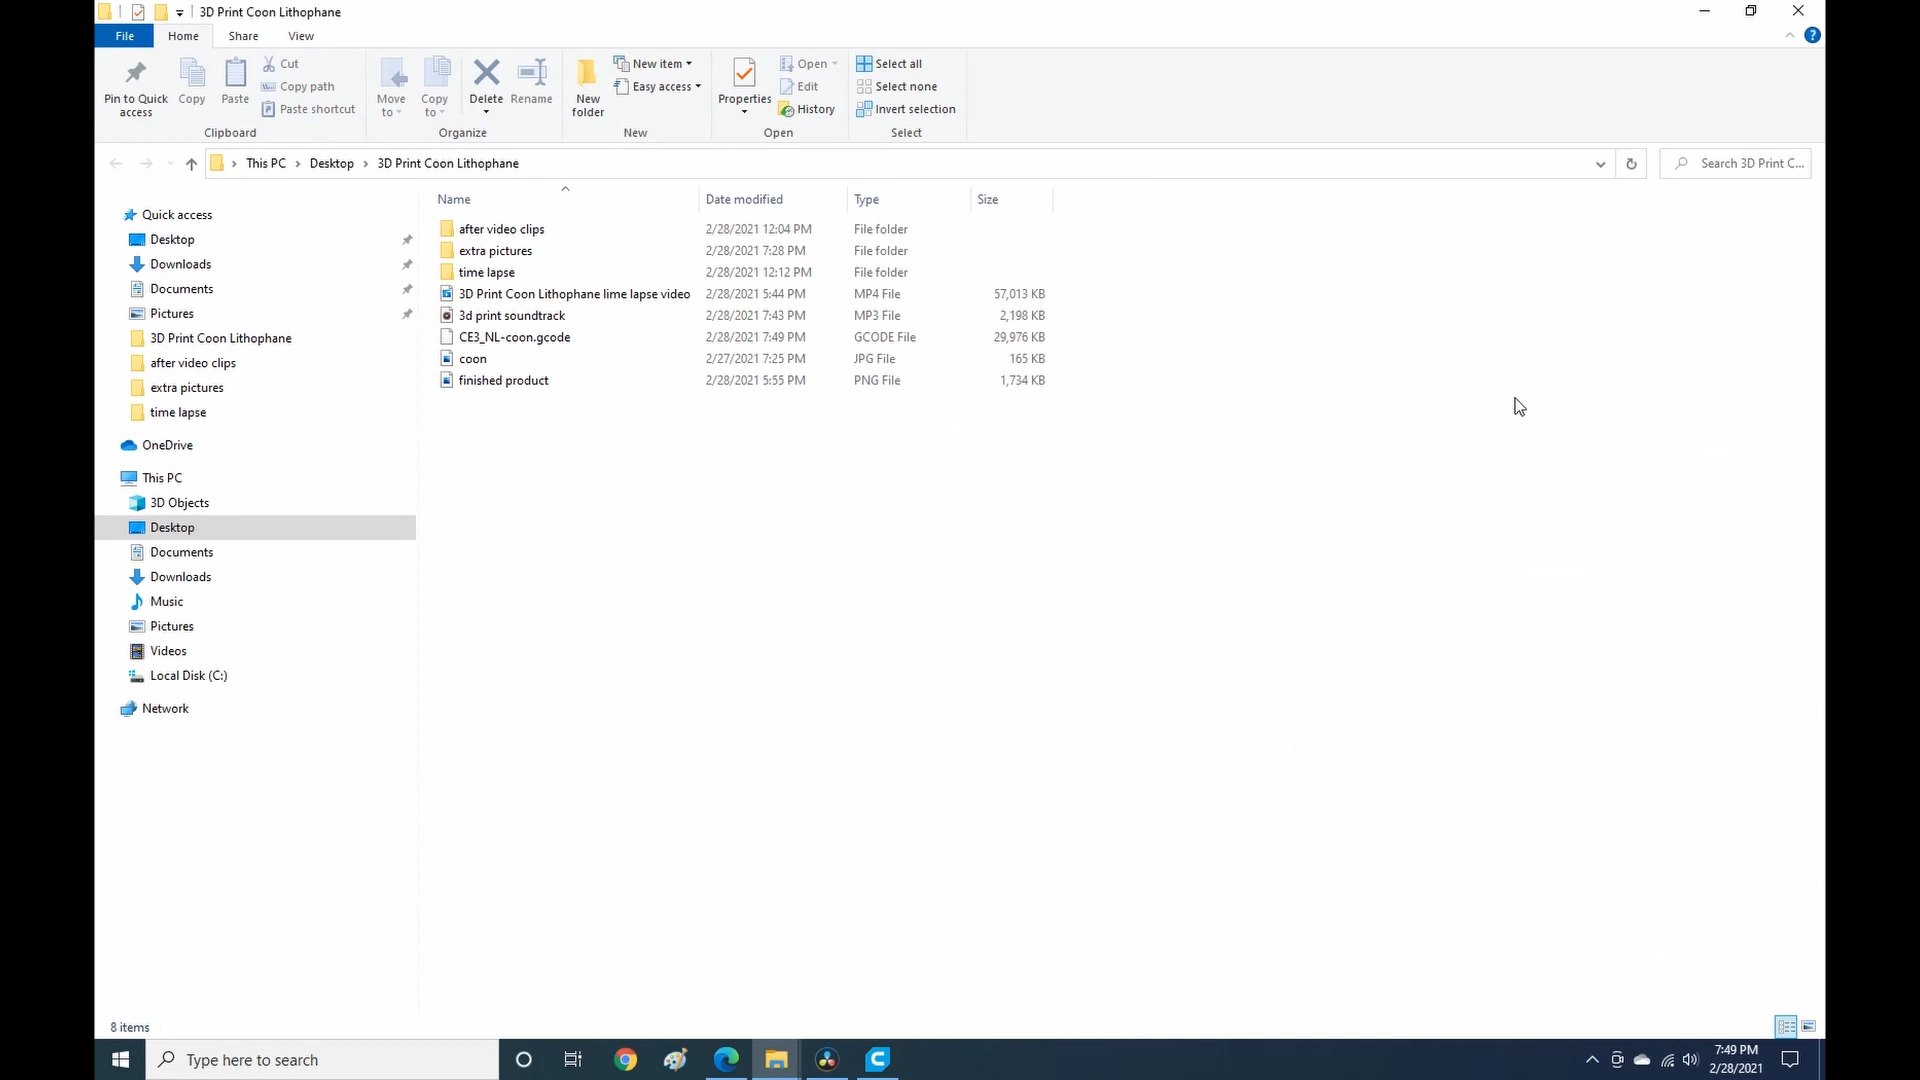 3D Print Coon Lithophane
File Home Share View
Pin to Quick access
Copy
Paste
Cut
Copy path
Paste shortcut
Clipboard
Move to
Copy to
Delete
Rename
Organize
New folder
New item
Easy access
New
Properties
Open
Edit
History
Open
Select all
Select none
Invert selection
Select
This PC > Desktop > 3D Print Coon Lithophane
Search 3D Print C...
Quick access
Desktop
Downloads
Documents
Pictures
3D Print Coon Lithophane
after video clips
extra pictures
time lapse
OneDrive
This PC
3D Objects
Desktop
Documents
Downloads
Music
Pictures
Videos
Local Disk (C:)
Network
Name Date modified Type Size
after video clips 2/28/2021 12:04 PM File folder
extra pictures 2/28/2021 7:28 PM File folder
time lapse 2/28/2021 12:12 PM File folder
3D Print Coon Lithophane lime lapse video 2/28/2021 5:44 PM MP4 File 57,013 KB
3d print soundtrack 2/28/2021 7:43 PM MP3 File 2,198 KB
CE3_NL-coon.gcode 2/28/2021 7:49 PM GCODE File 29,976 KB
coon 2/27/2021 7:25 PM JPG File 165 KB
finished product 2/28/2021 5:55 PM PNG File 1,734 KB
8 items
Type here to search
7:49 PM
2/28/2021